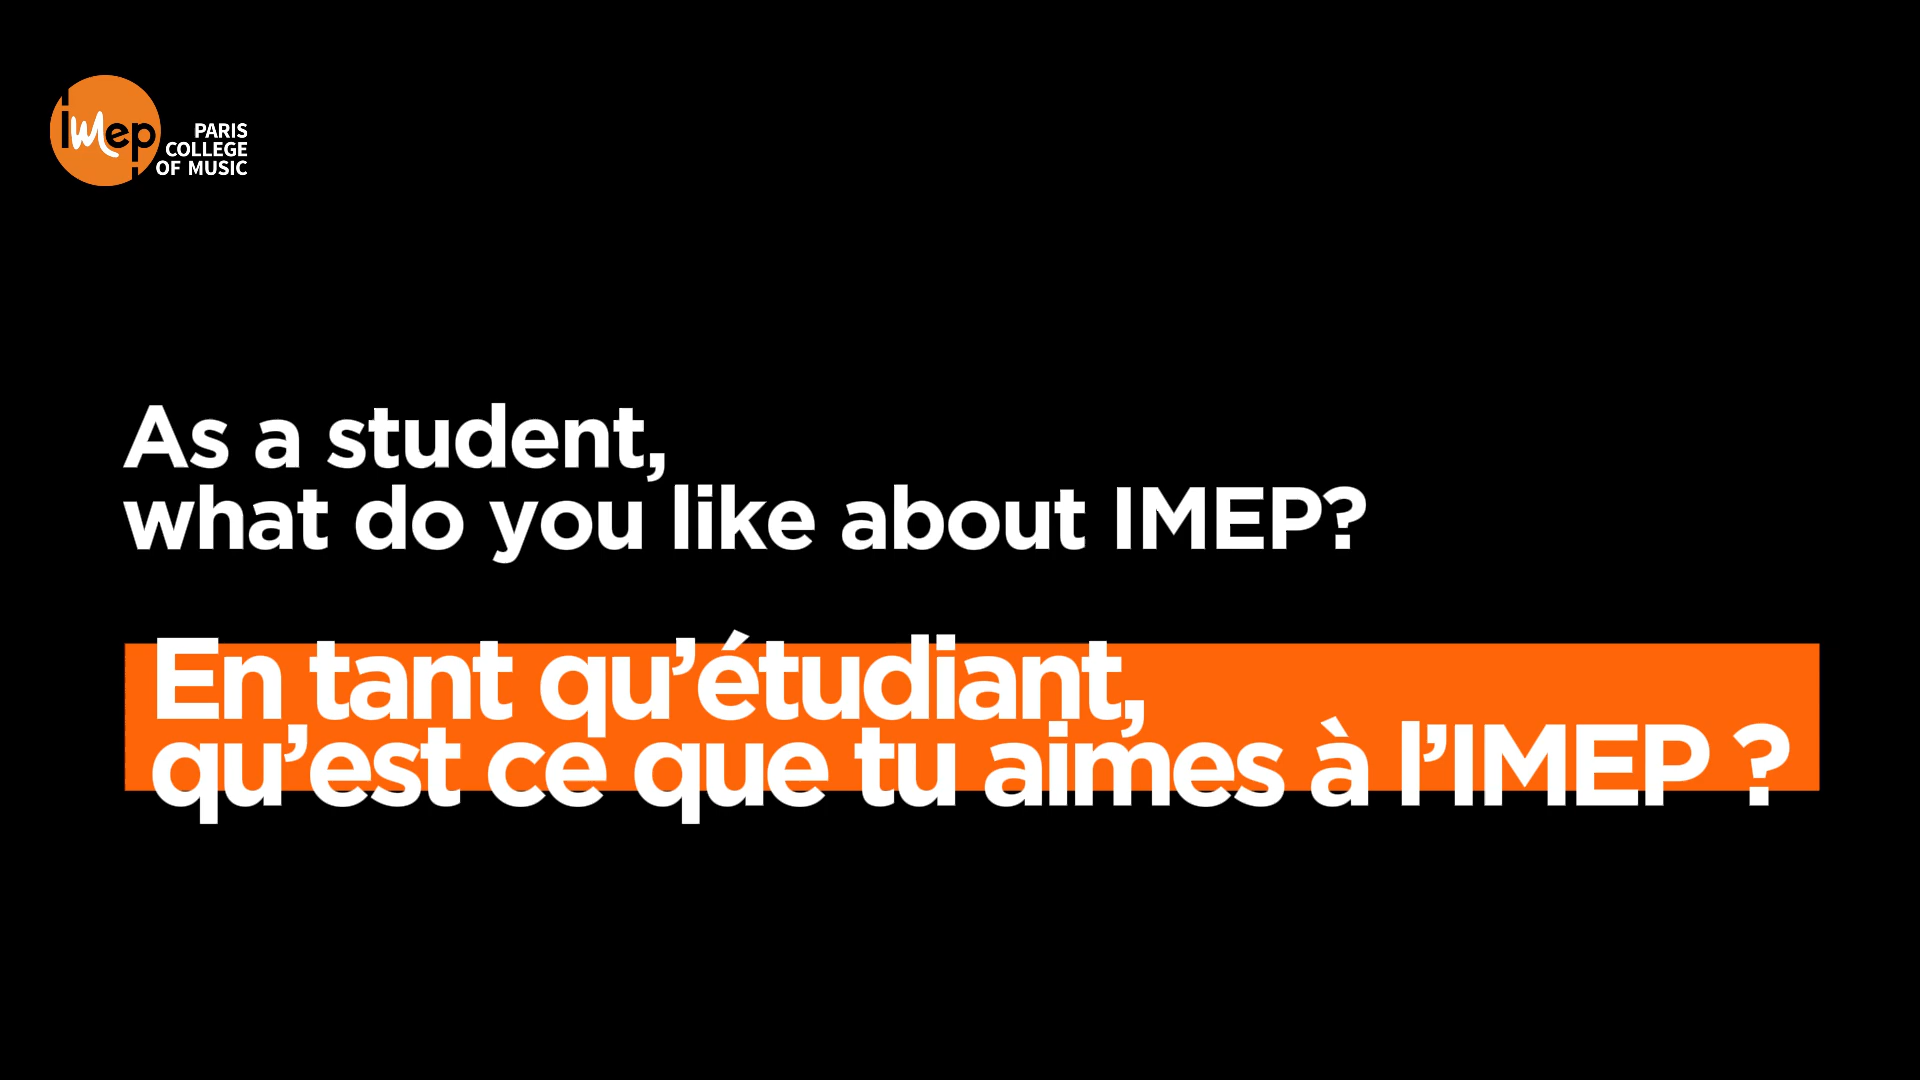 imep
PARIS
COLLEGE
OF MUSIC
As a student,
what do you like about IMEP?
En tant qu’étudiant,
qu’est ce que tu aimes à l’IMEP ?